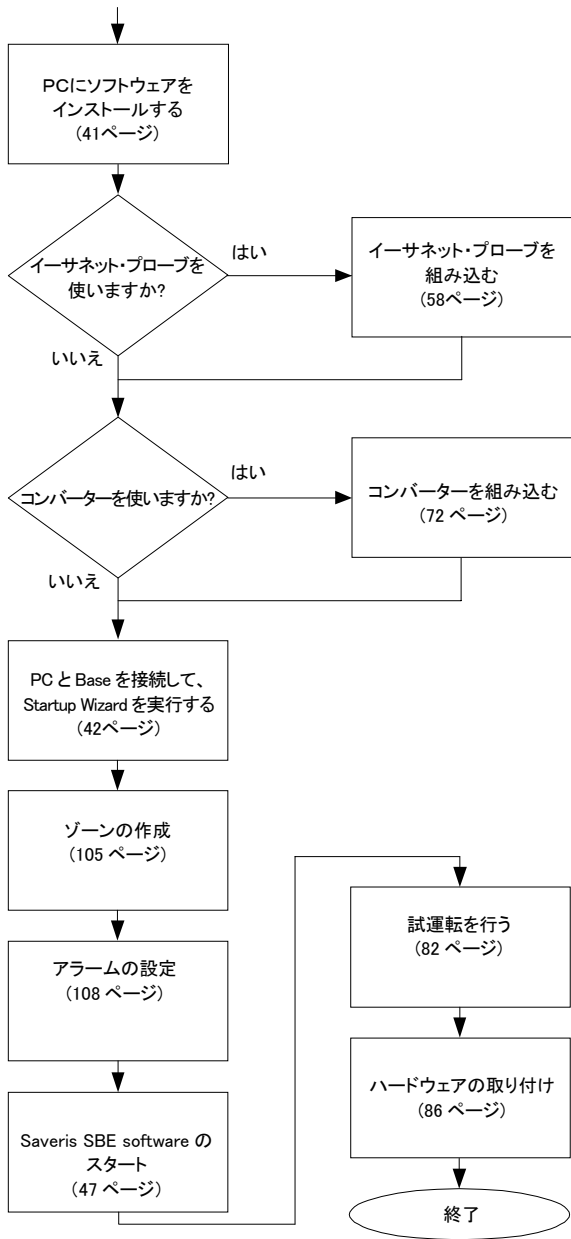 PCにソフトウェアを
インストールする
(41ページ)
イーサネット・プローブを
使いますか?
はい
イーサネット・プローブを
組み込む
(58ページ)
いいえ
コンバーターを使いますか?
はい
コンバーターを組み込む
(72 ページ)
いいえ
PC と Base を接続して、
Startup Wizard を実行する
(42ページ)
ゾーンの作成
(105 ページ)
アラームの設定
(108 ページ)
Saveris SBE software の
スタート
(47 ページ)
試運転を行う
(82 ページ)
ハードウェアの取り付け
(86 ページ)
終了